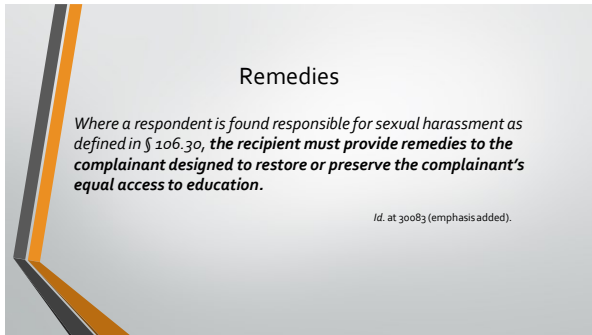 Remedies
Where a respondent is found responsible for sexual harassment as
defined in § 106.30, the recipient must provide remedies to the
complainant designed to restore or preserve the complainant's
equal access to education.
Id. at 30083 (emphasis added).